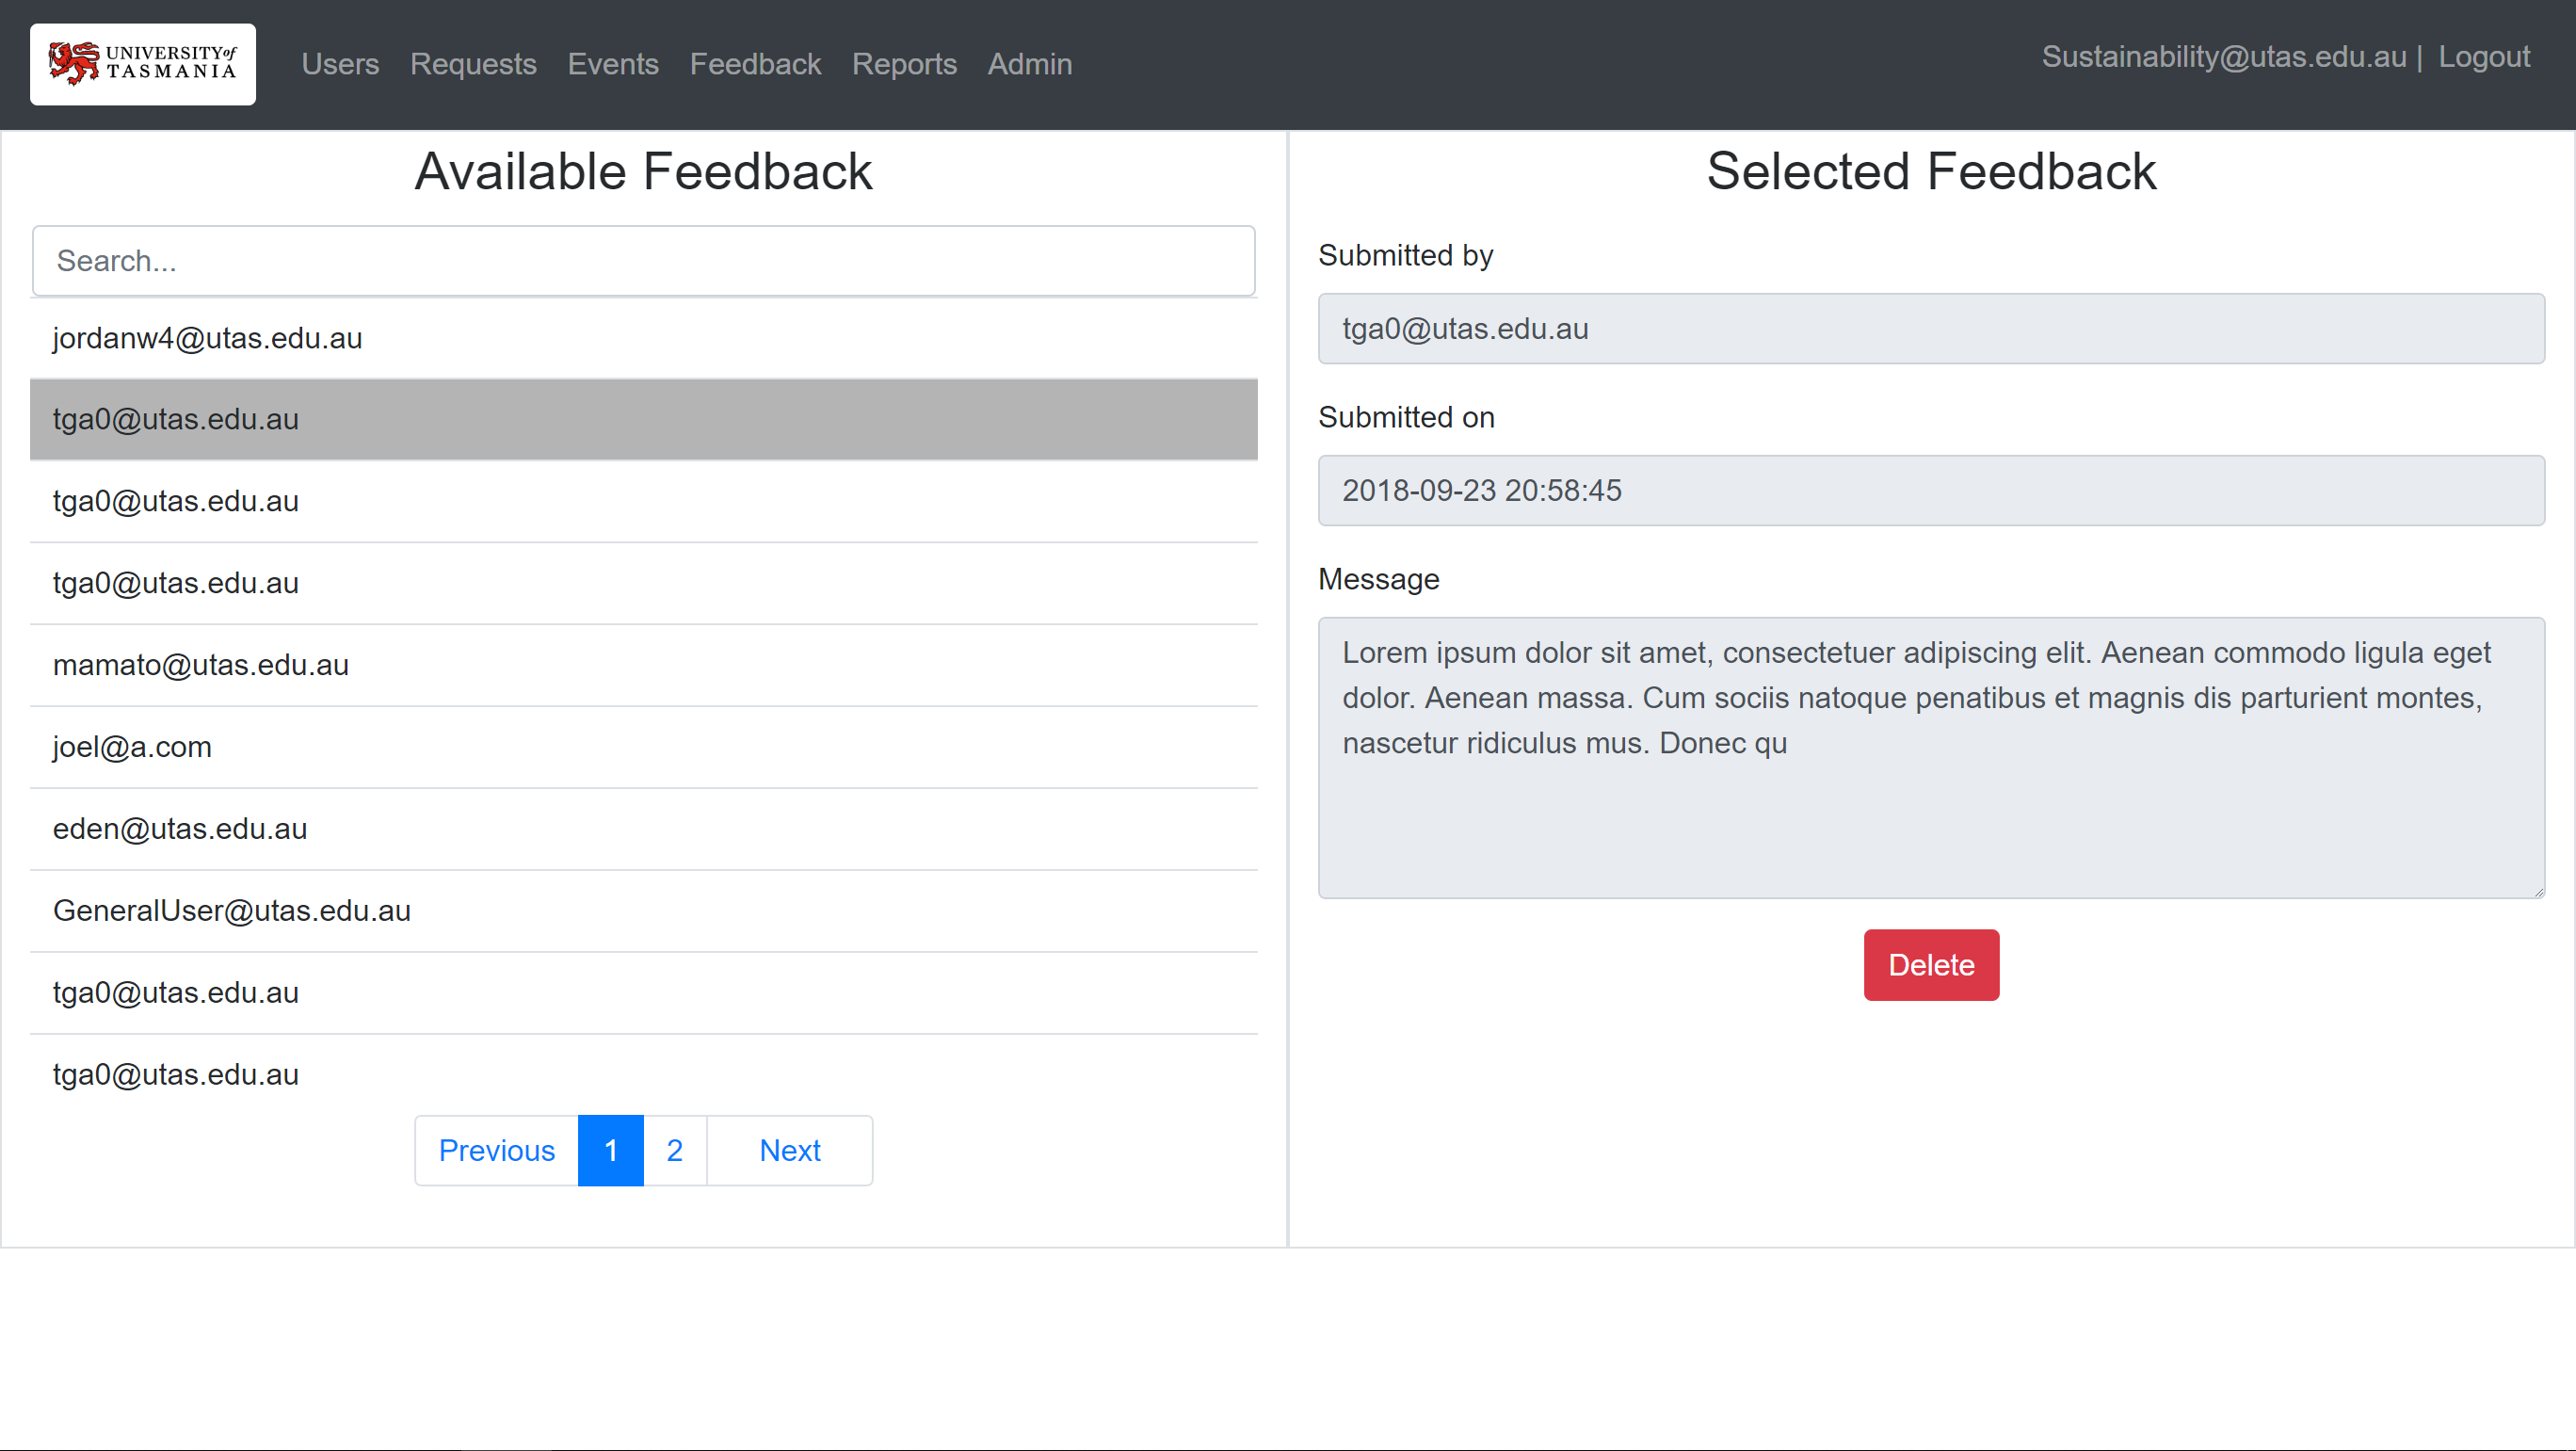 UNIVERSITY of
TASMANIA
Users Requests Events Feedback Reports Admin
Sustainability@utas.edu.au | Logout
Available Feedback
Search...
jordanw4@utas.edu.au
tga0@utas.edu.au
tga0@utas.edu.au
tga0@utas.edu.au
mamato@utas.edu.au
joel@a.com
eden@utas.edu.au
GeneralUser@utas.edu.au
tga0@utas.edu.au
tga0@utas.edu.au
Previous 1 2 Next
Selected Feedback
Submitted by
tga0@utas.edu.au
Submitted on
2018-09-23 20:58:45
Message
Lorem ipsum dolor sit amet, consectetuer adipiscing elit. Aenean commodo ligula eget
dolor. Aenean massa. Cum sociis natoque penatibus et magnis dis parturient montes,
nascetur ridiculus mus. Donec qu
Delete